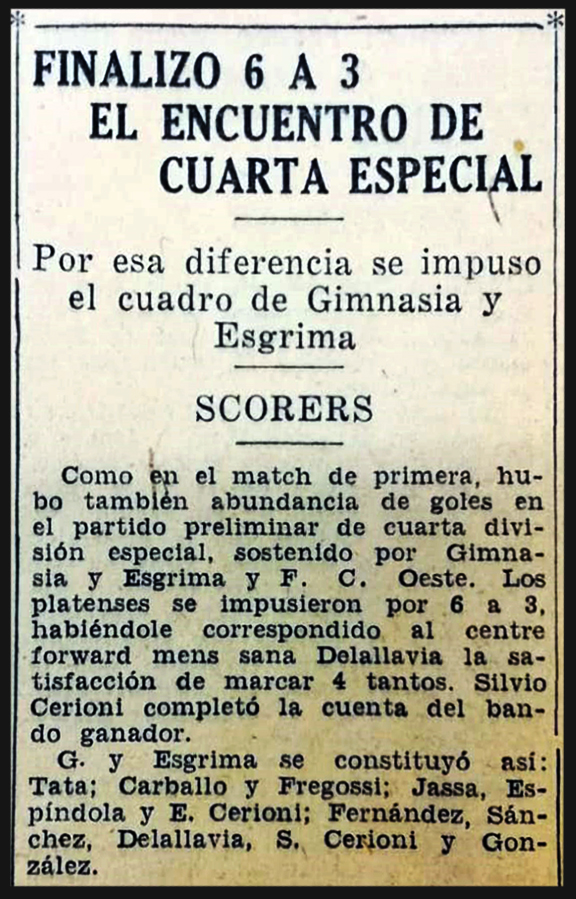 FINALIZO 6 A 3
EL ENCUENTRO DE
CUARTA ESPECIAL
Por esa diferencia se impuso
el cuadro de Gimnasia y
Esgrima
SCORERS
Como en el match de primera, hu-
bo también abundancia de goles en
el partido preliminar de cuarta divi-
sión especial, sostenido por Gimna-
sia y Esgrima y F. C. Oeste. Los
platenses se impusieron por 6 a 3,
habiéndole correspondido al centre
forward mens sana Delallavia la sa-
tisfacción de marcar 4 tantos. Silvio
Cerioni completó la cuenta del ban-
do ganador.
G. y Esgrima se constituyó así:
Tata; Carballo y Fregossi; Jassa, Es-
píndola y E. Cerioni; Fernández, Sán-
chez, Delallavia, S. Cerioni y Gon-
zález.